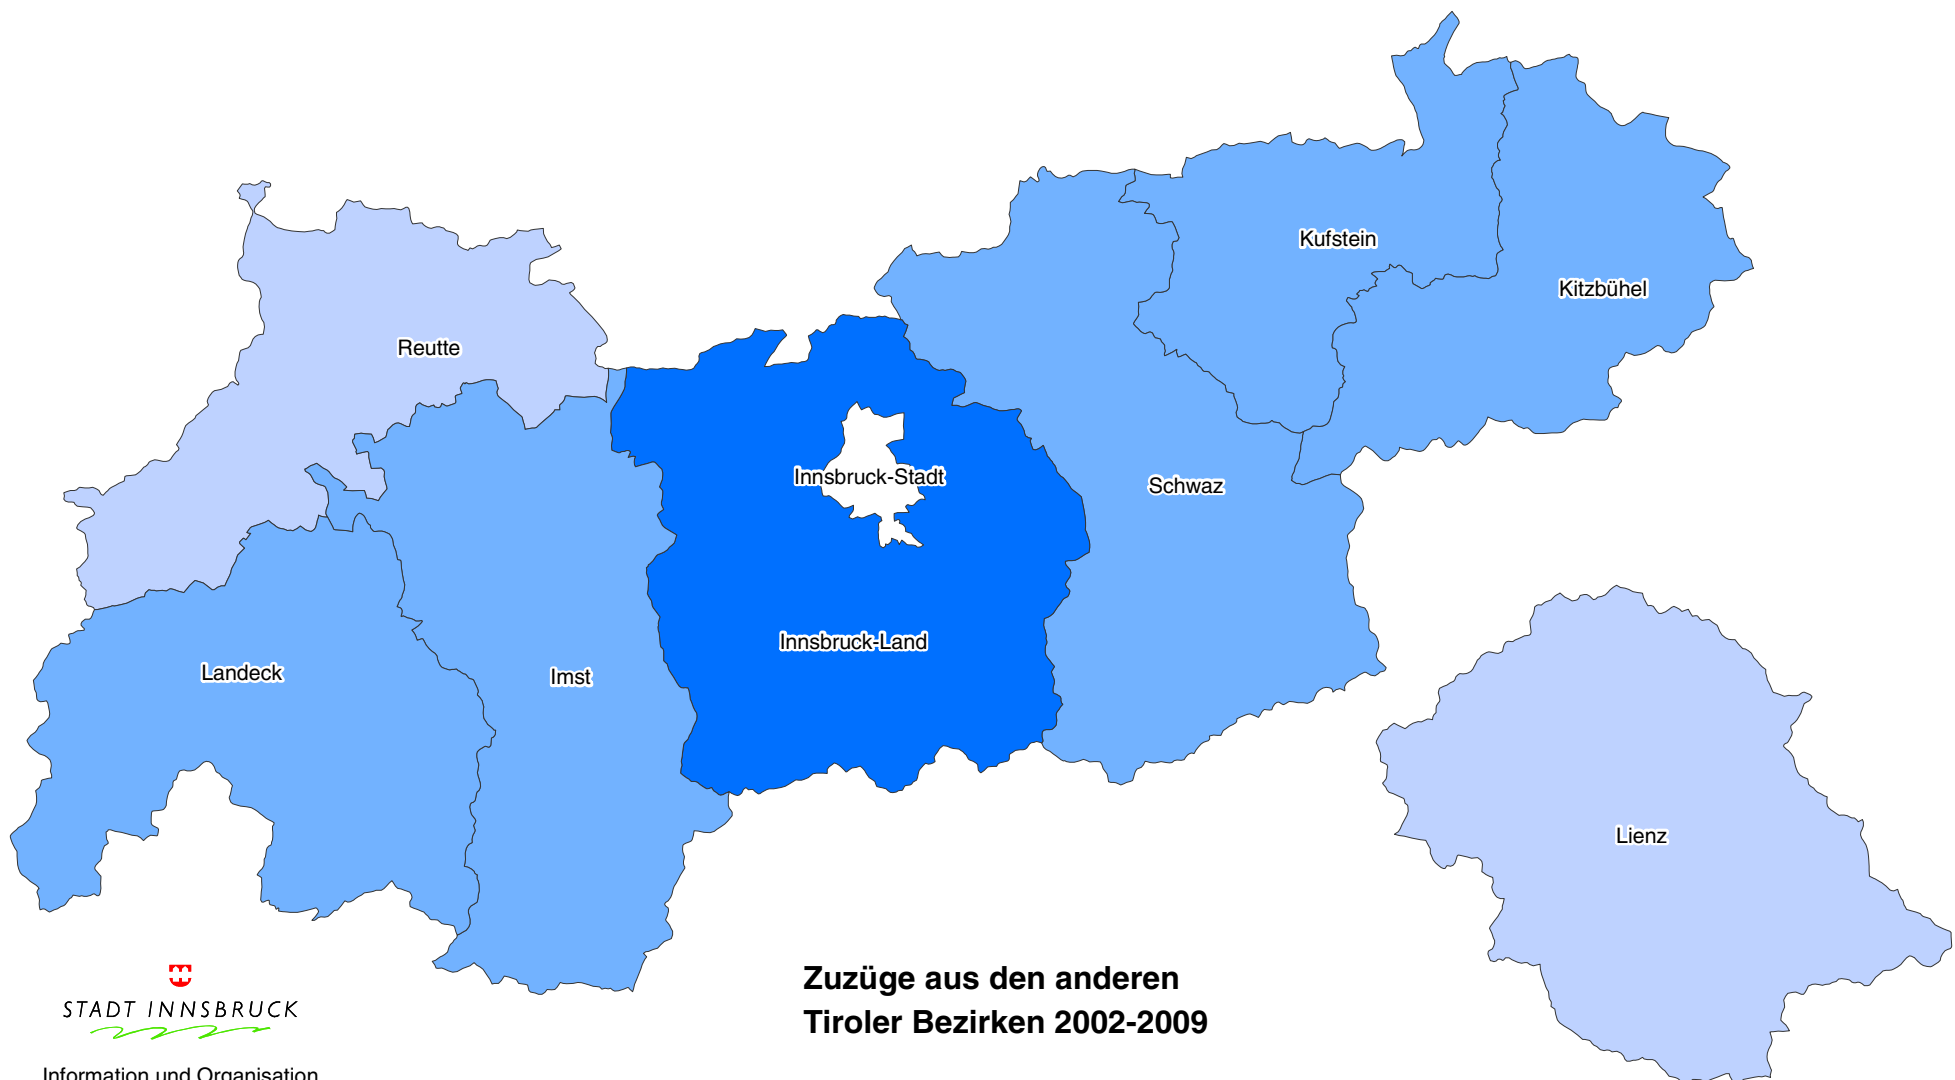 Kufstein
Kitzbühel
Reutte
Innsbruck-Stadt
Schwaz
Innsbruck-Land
Landeck
Imst
Lienz
Zuzüge aus den anderen
Tiroler Bezirken 2002-2009
STADT INNSBRUCK
Information und Organisation